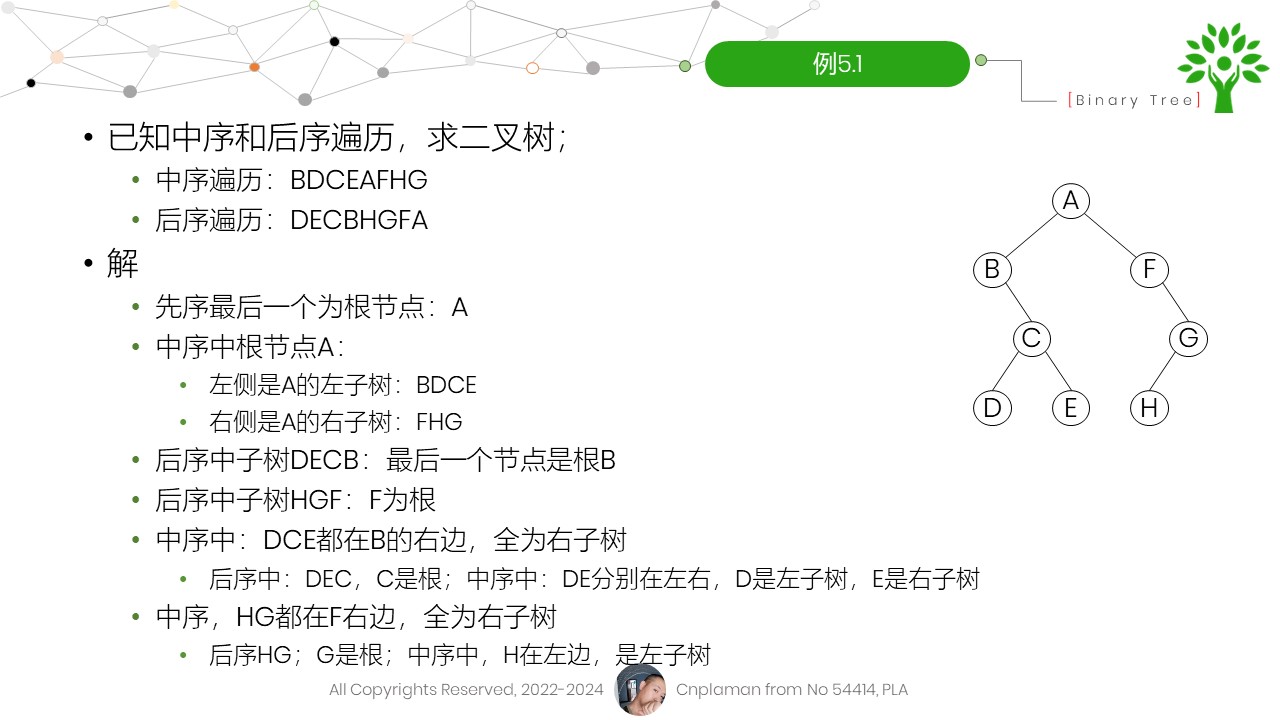 例5.1
[Binary Tree]
• 已知中序和后序遍历，求二叉树；
• 中序遍历：BDCEAFHG
• 后序遍历：DECBHGFA
• 解
• 先序最后一个为根节点：A
• 中序中根节点A：
• 左侧是A的左子树：BDCE
• 右侧是A的右子树：FHG
• 后序中子树DECB：最后一个节点是根B
• 后序中子树HGF：F为根
• 中序中：DCE都在B的右边，全为右子树
• 后序中：DEC，C是根；中序中：DE分别在左右，D是左子树，E是右子树
• 中序，HG都在F右边，全为右子树
• 后序HG；G是根；中序中，H在左边，是左子树
A
B F
C G
D E H
All Copyrights Reserved, 2022-2024 Cnplaman from No 54414, PLA